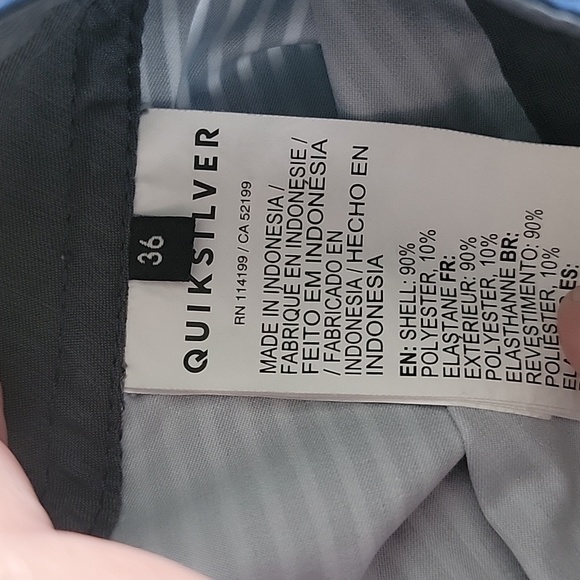 QUIKSILVER
36
RN 114199 / CA 52199
MADE IN INDONESIA /
FABRIQUÉ EN INDONÉSIE /
FEITO EM INDONÉSIA
/ FABRICADO EN
INDONESIA / HECHO EN
INDONESIA
EN: SHELL: 90%
POLYESTER, 10%
ELASTANE FR:
EXTÉRIEUR: 90%
POLYESTER, 10%
ELASTHANNE BR:
REVESTIMENTO: 90%
POLIÉSTER, 10%